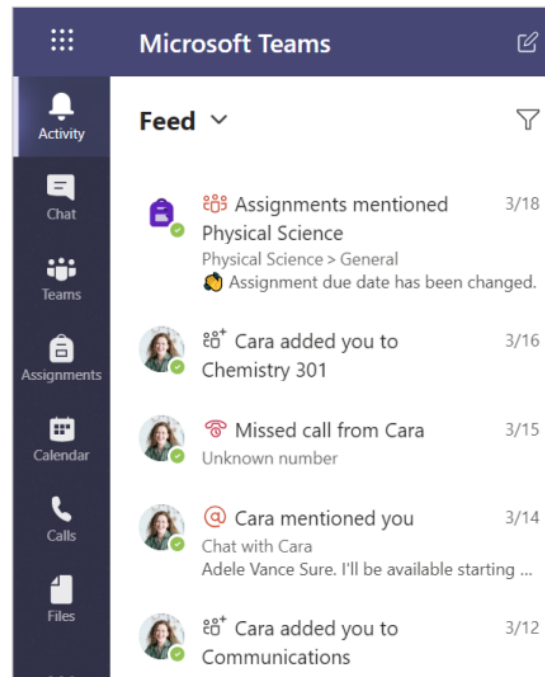 Microsoft Teams
Activity
Chat
Teams
Assignments
Calendar
Calls
Files
Feed
Assignments mentioned 3/18
Physical Science
Physical Science > General
Assignment due date has been changed.
Cara added you to 3/16
Chemistry 301
Missed call from Cara 3/15
Unknown number
@ Cara mentioned you 3/14
Chat with Cara
Adele Vance Sure. I'll be available starting ...
Cara added you to 3/12
Communications